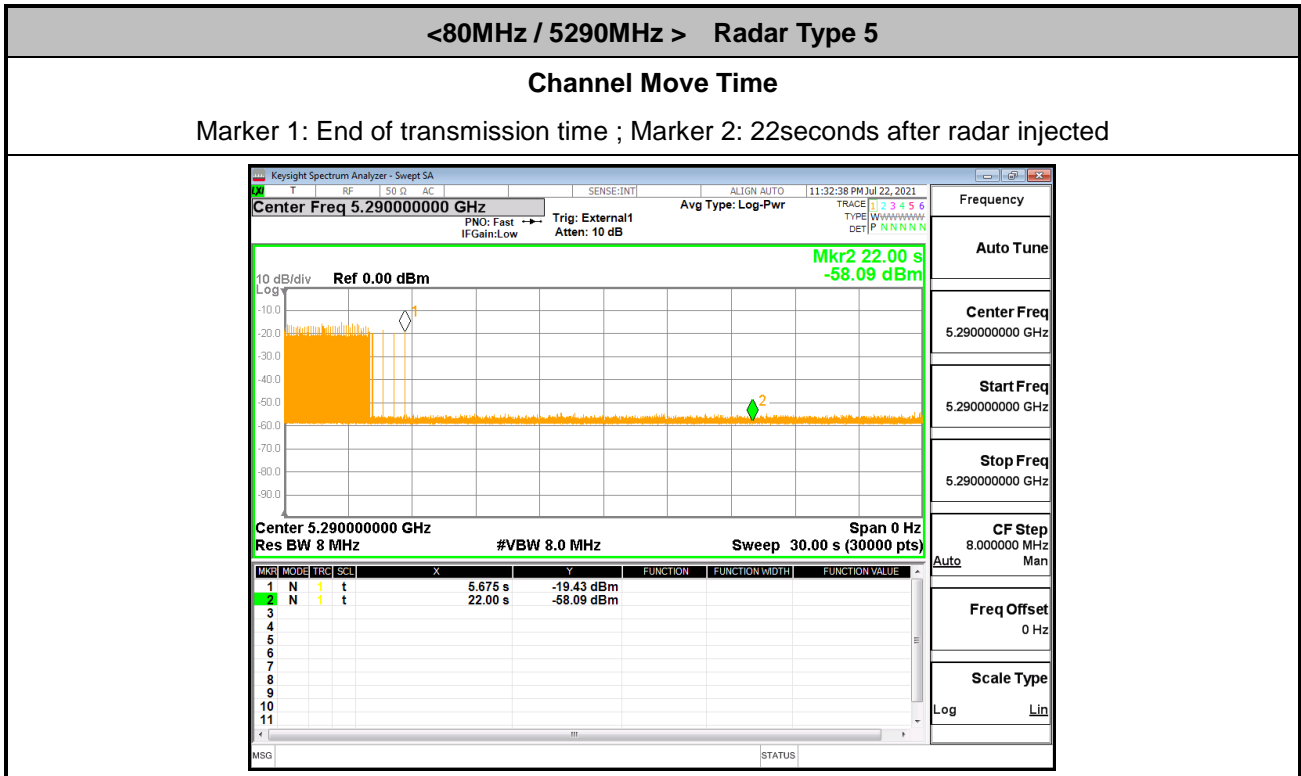 <80MHz / 5290MHz > Radar Type 5
Channel Move Time
Marker 1: End of transmission time ; Marker 2: 22seconds after radar injected
Keysight Spectrum Analyzer - Swept SA
LXI T RF 50 Ω AC SENSE:INT ALIGN AUTO 11:32:38 PM Jul 22, 2021
Center Freq 5.290000000 GHz
PNO: Fast
IFGain:Low
Trig: External1
Atten: 10 dB
Avg Type: Log-Pwr
TRACE 1 2 3 4 5 6
TYPE WWWWWW
DET P N N N N N
Mkr2 22.00 s
-58.09 dBm
10 dB/div Ref 0.00 dBm
Log
-10.0
-20.0
-30.0
-40.0
-50.0
-60.0
-70.0
-80.0
-90.0
1
2
Center 5.290000000 GHz Span 0 Hz
Res BW 8 MHz #VBW 8.0 MHz Sweep 30.00 s (30000 pts)
MKR MODE TRC SCL X Y FUNCTION FUNCTION WIDTH FUNCTION VALUE
1 N 1 t 5.675 s -19.43 dBm
2 N 1 t 22.00 s -58.09 dBm
3
4
5
6
7
8
9
10
11
MSG STATUS
Frequency
Auto Tune
Center Freq
5.290000000 GHz
Start Freq
5.290000000 GHz
Stop Freq
5.290000000 GHz
CF Step
8.000000 MHz
Auto Man
Freq Offset
0 Hz
Scale Type
Log Lin